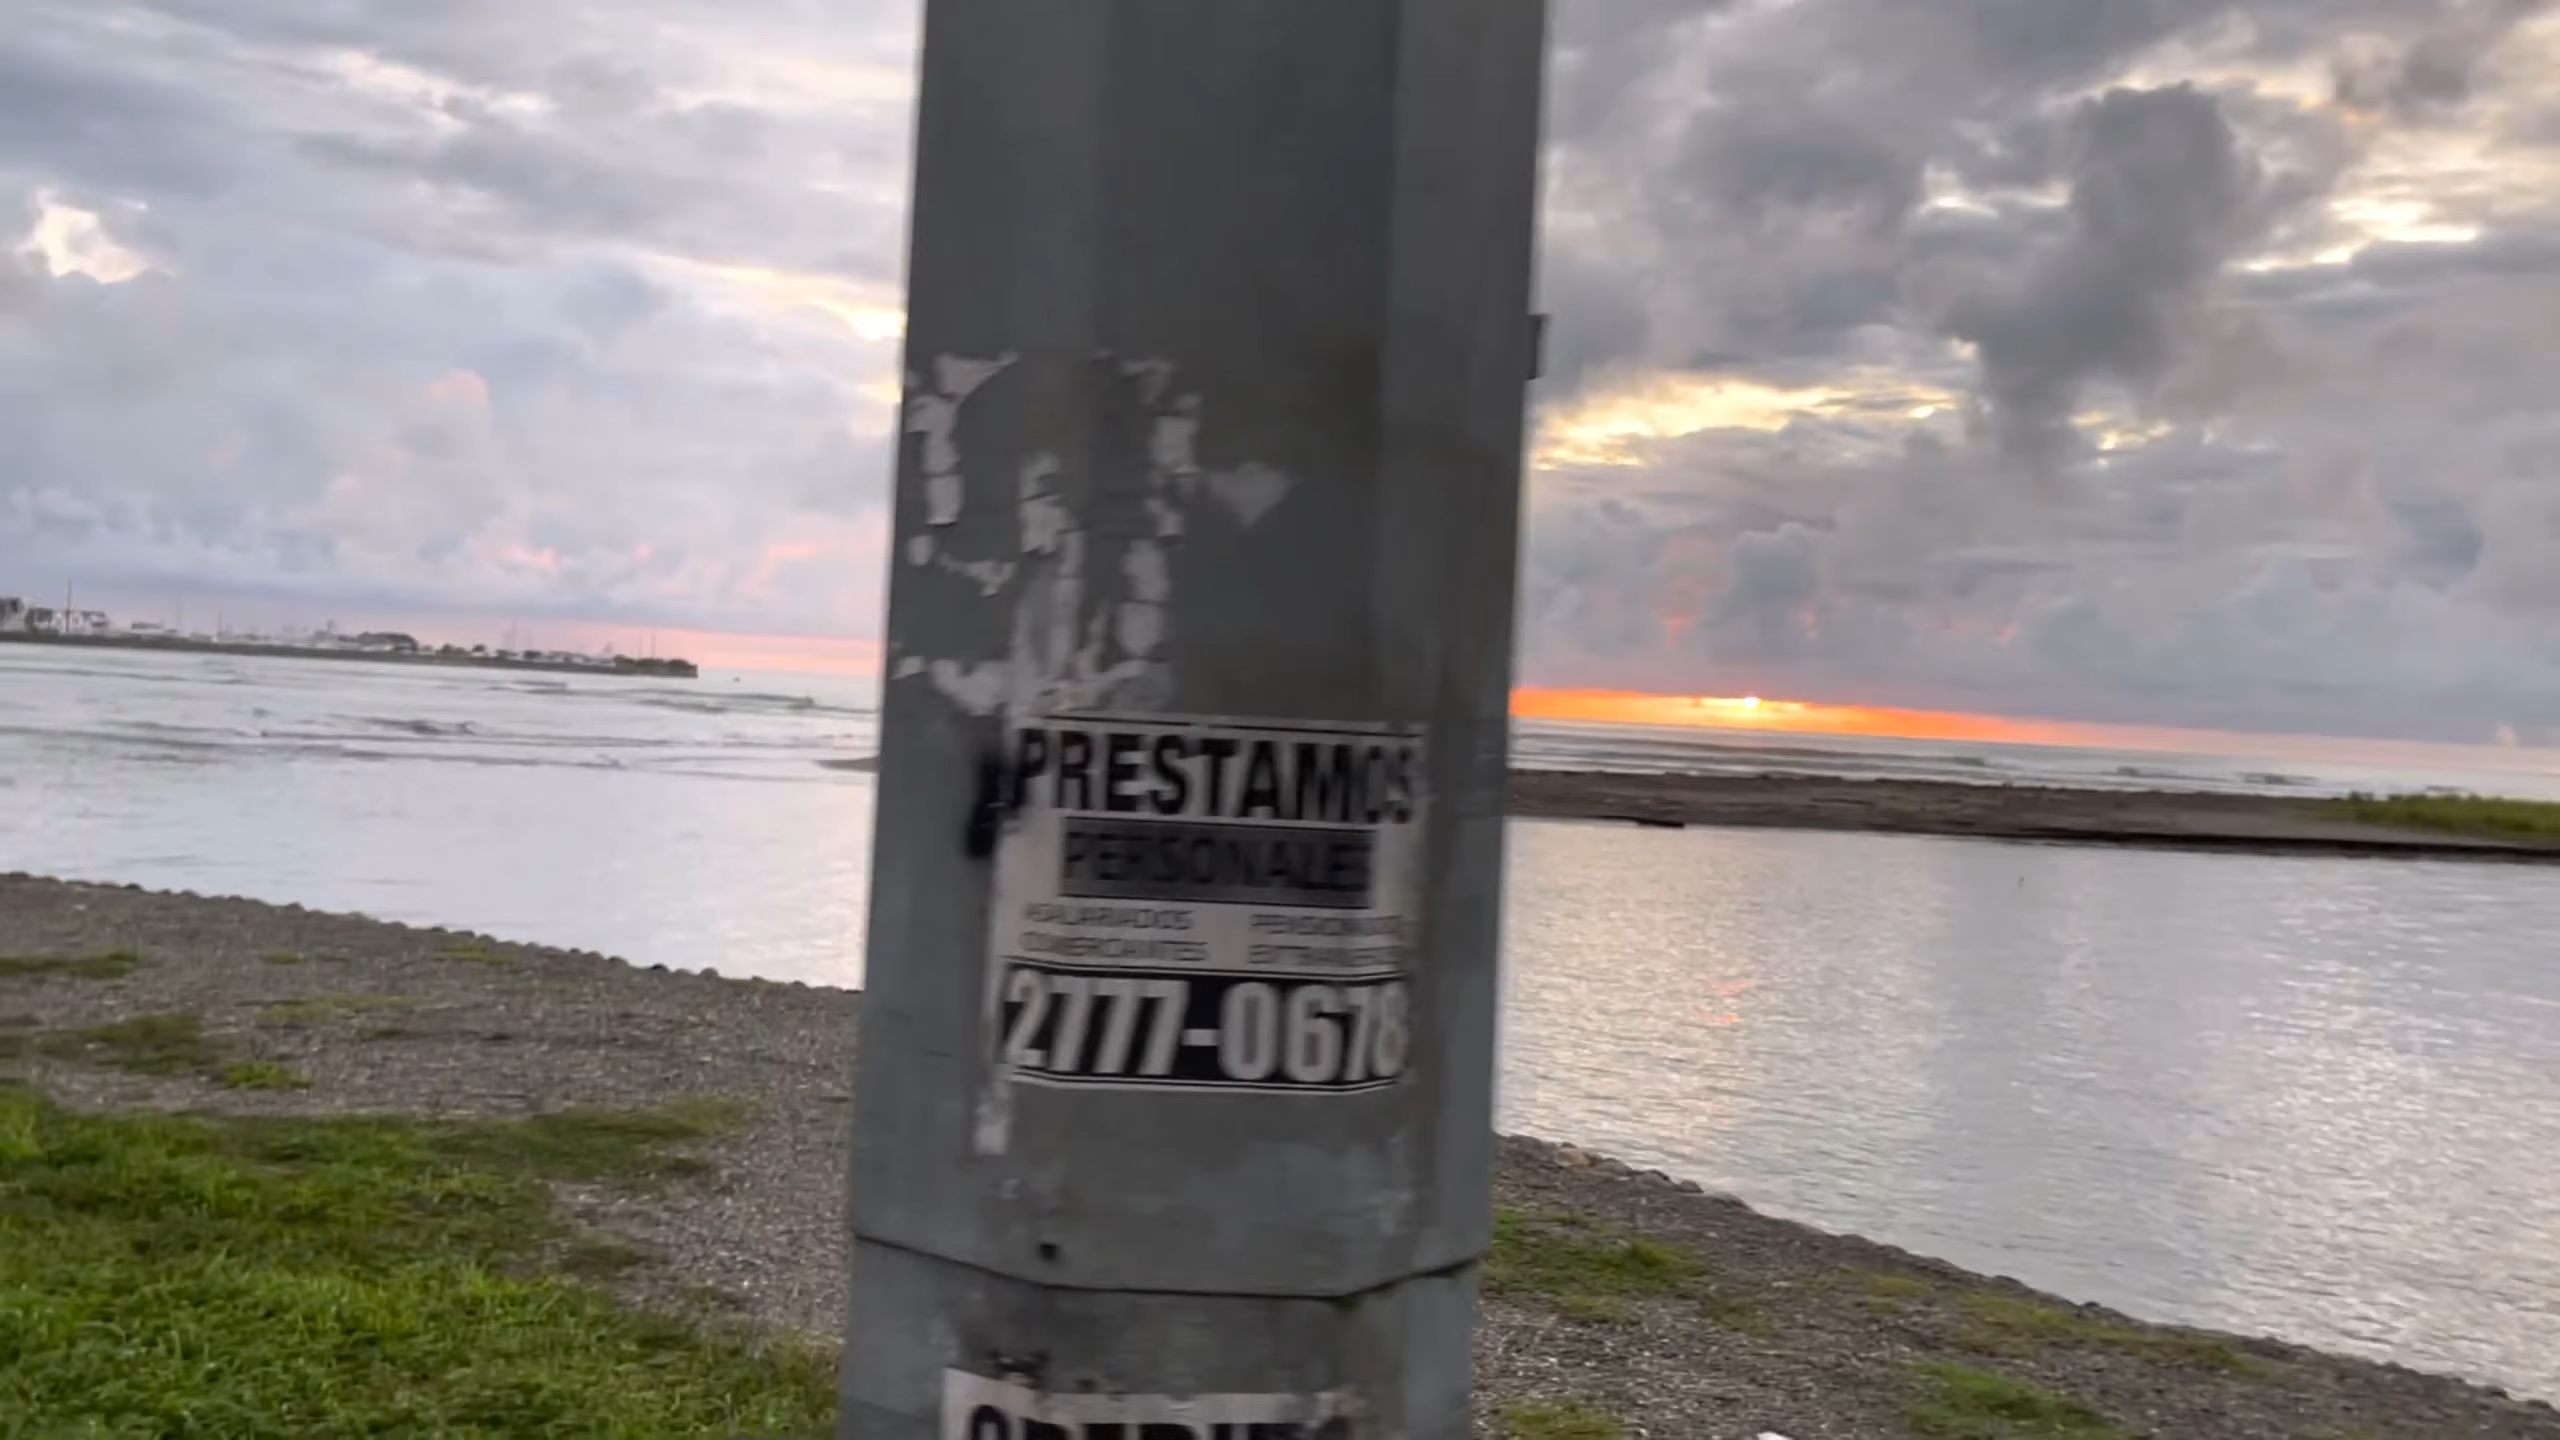 PRESTAMOS
PERSONALES
ASALARIADOS
COMERCIANTES
2777-0678